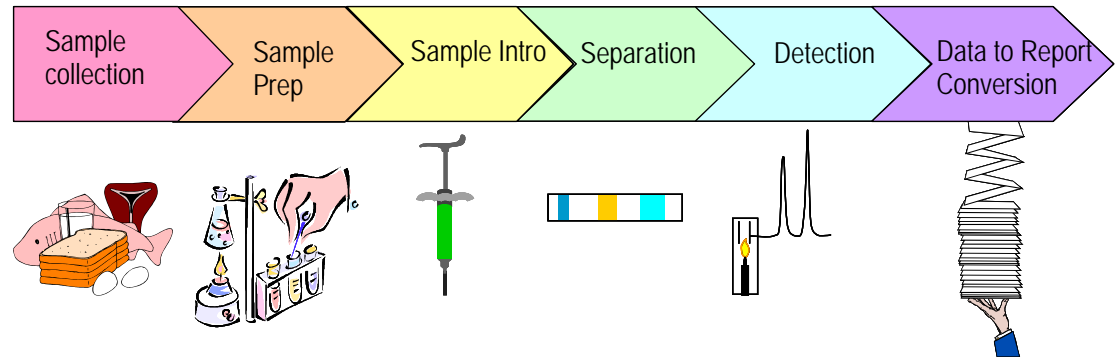 Sample
collection
Sample
Prep
Sample Intro
Separation
Detection
Data to Report
Conversion